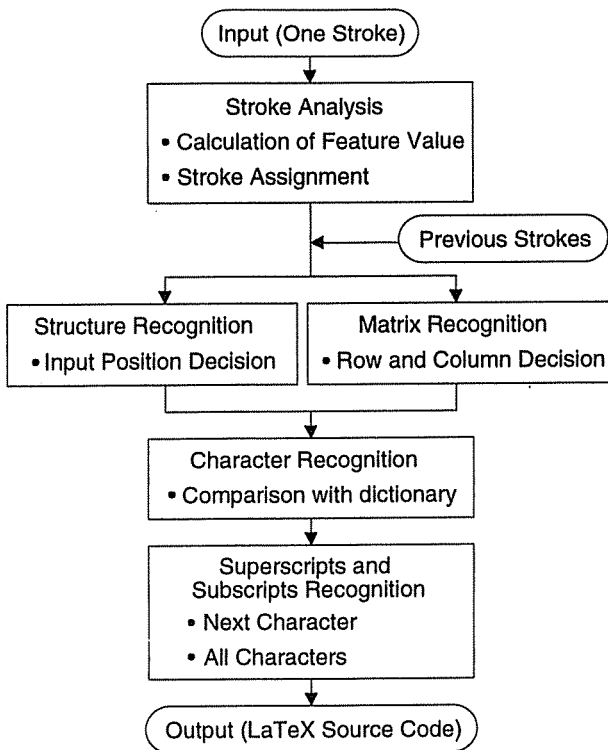 Input (One Stroke)
Stroke Analysis
• Calculation of Feature Value
• Stroke Assignment
Previous Strokes
Structure Recognition
• Input Position Decision
Matrix Recognition
• Row and Column Decision
Character Recognition
• Comparison with dictionary
Superscripts and
Subscripts Recognition
• Next Character
• All Characters
Output (LaTeX Source Code)